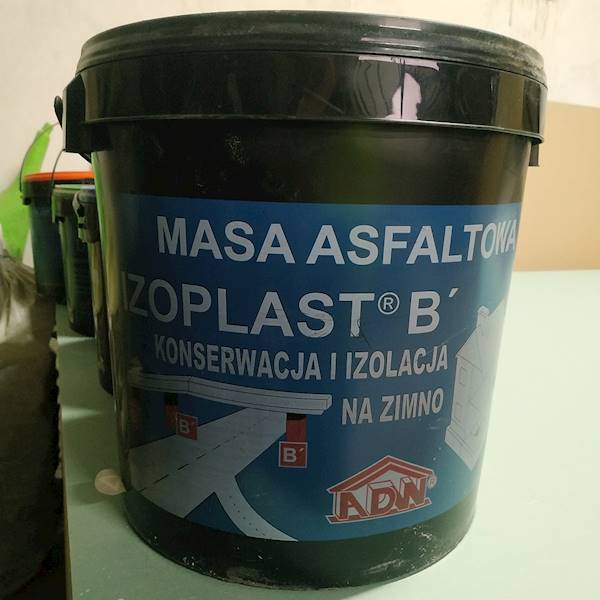 MASA ASFALTOWA
IZOPLAST® B´
KONSERWACJA I IZOLACJA
NA ZIMNO
B´
B´
ADW®